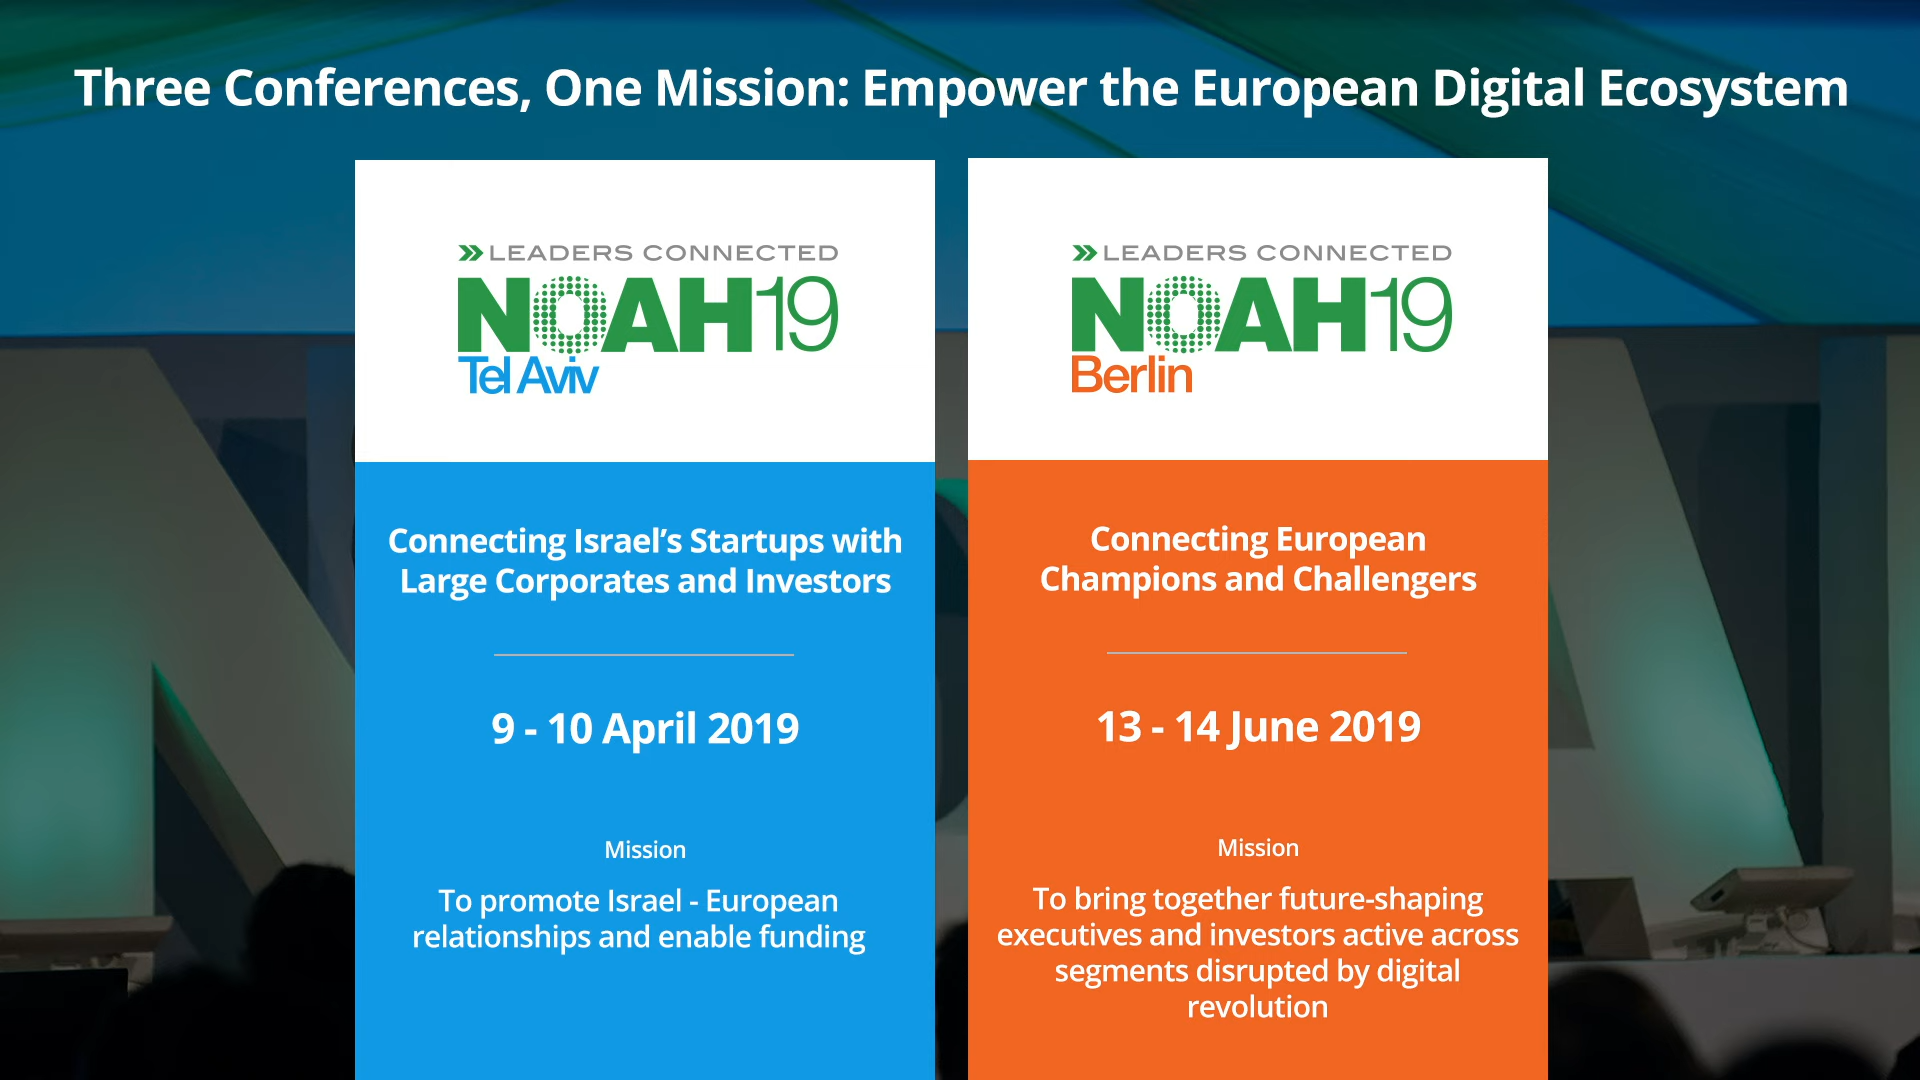 Three Conferences, One Mission: Empower the European Digital Ecosystem
LEADERS CONNECTED
NOAH19
Tel Aviv
Connecting Israel’s Startups with
Large Corporates and Investors
9 - 10 April 2019
Mission
To promote Israel - European
relationships and enable funding
LEADERS CONNECTED
NOAH19
Berlin
Connecting European
Champions and Challengers
13 - 14 June 2019
Mission
To bring together future-shaping
executives and investors active across
segments disrupted by digital
revolution